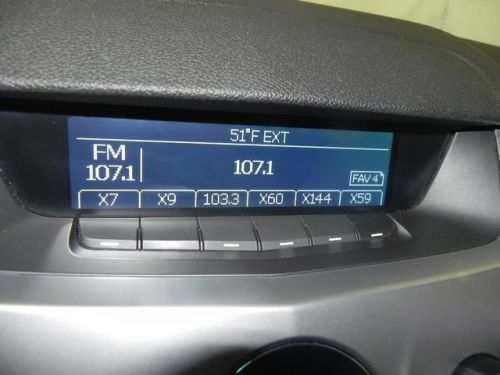 51°F EXT
FM
107.1
107.1
FAV 4
X7 X9 103.3 X60 X144 X59